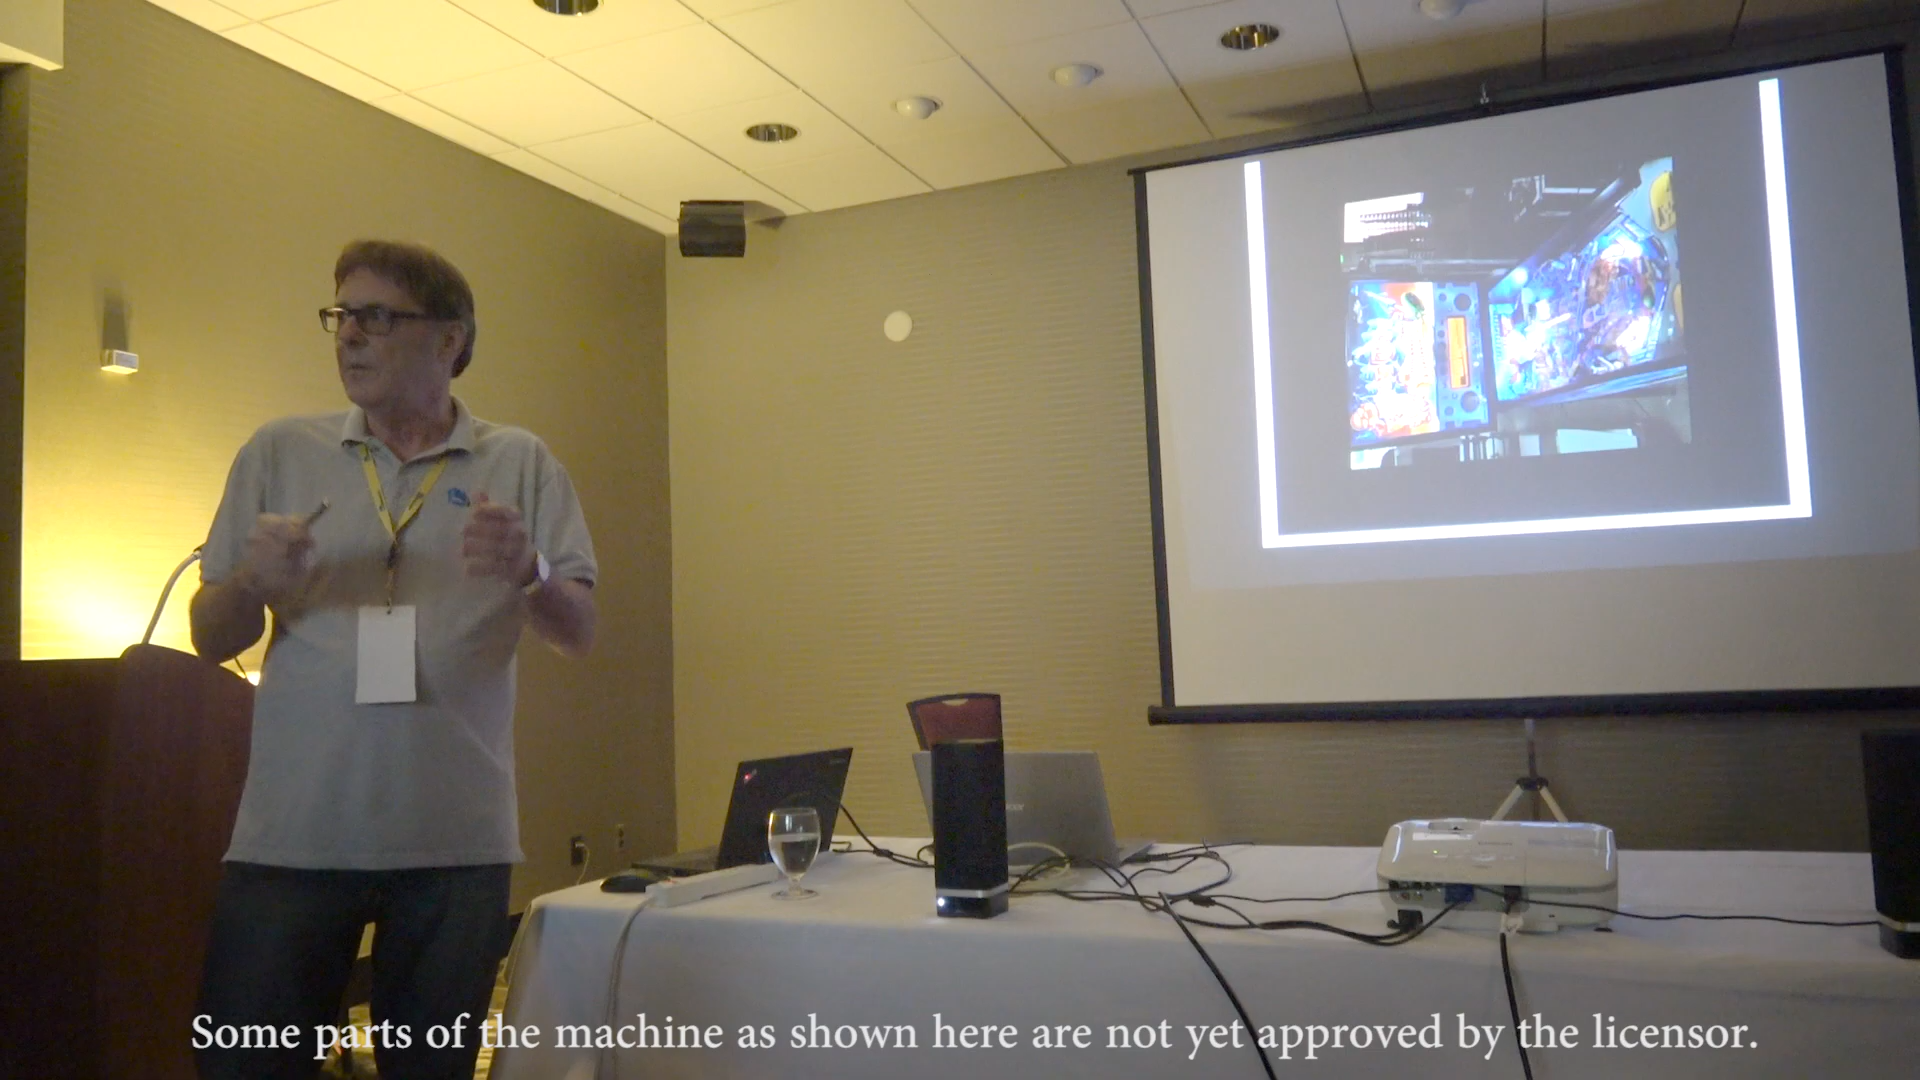 Some parts of the machine as shown here are not yet approved by the licensor.